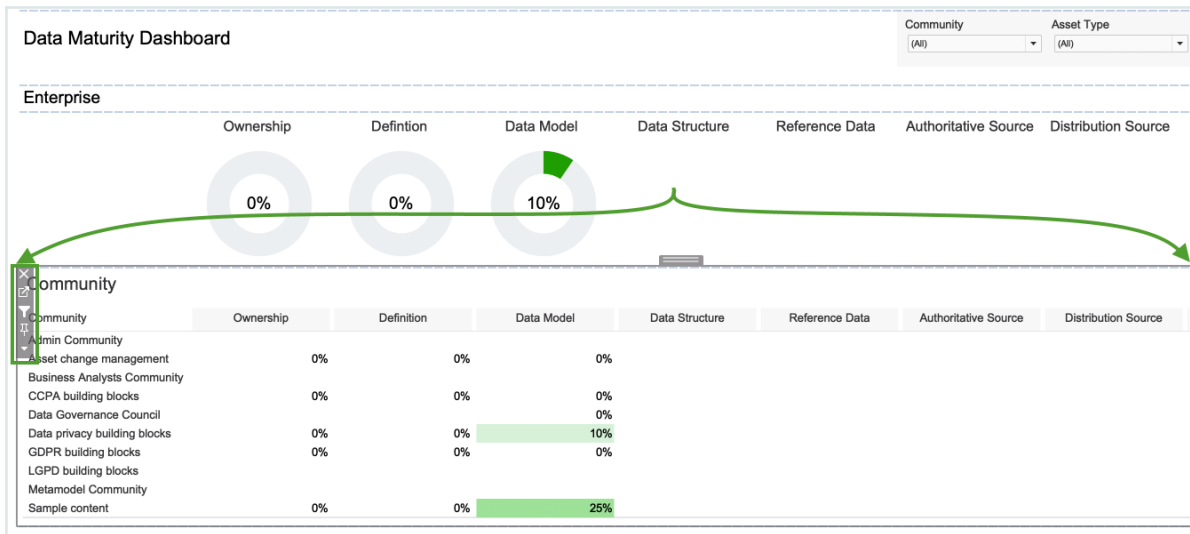 Community Asset Type
Data Maturity Dashboard
(All) (All)
Enterprise
Ownership Defintion Data Model Data Structure Reference Data Authoritative Source Distribution Source
0% 0% 10%
Community
Community Ownership Definition Data Model Data Structure Reference Data Authoritative Source Distribution Source
Admin Community
Asset change management 0% 0% 0%
Business Analysts Community
CCPA building blocks 0% 0% 0%
Data Governance Council 0%
Data privacy building blocks 0% 0% 10%
GDPR building blocks 0% 0% 0%
LGPD building blocks
Metamodel Community
Sample content 0% 0% 25%